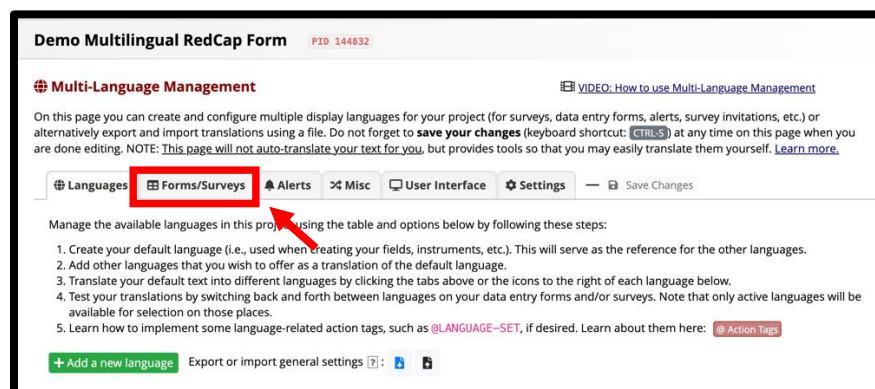 Demo Multilingual RedCap Form PID 144832
Multi-Language Management VIDEO: How to use Multi-Language Management
On this page you can create and configure multiple display languages for your project (for surveys, data entry forms, alerts, survey invitations, etc.) or
alternatively export and import translations using a file. Do not forget to save your changes (keyboard shortcut: CTRL-S) at any time on this page when you
are done editing. NOTE: This page will not auto-translate your text for you, but provides tools so that you may easily translate them yourself. Learn more.
Languages Forms/Surveys Alerts Misc User Interface Settings — Save Changes
Manage the available languages in this project using the table and options below by following these steps:
1. Create your default language (i.e., used when creating your fields, instruments, etc.). This will serve as the reference for the other languages.
2. Add other languages that you wish to offer as a translation of the default language.
3. Translate your default text into different languages by clicking the tabs above or the icons to the right of each language below.
4. Test your translations by switching back and forth between languages on your data entry forms and/or surveys. Note that only active languages will be
available for selection on those places.
5. Learn how to implement some language-related action tags, such as @LANGUAGE-SET, if desired. Learn about them here: @ Action Tags
+ Add a new language Export or import general settings ? :